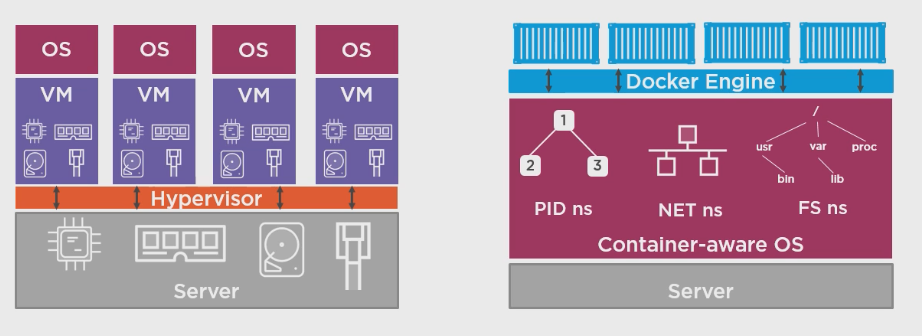 OS OS OS OS
VM VM VM VM
Hypervisor
Server
Docker Engine
1
2 3
/
usr var proc
bin lib
PID ns NET ns FS ns
Container-aware OS
Server